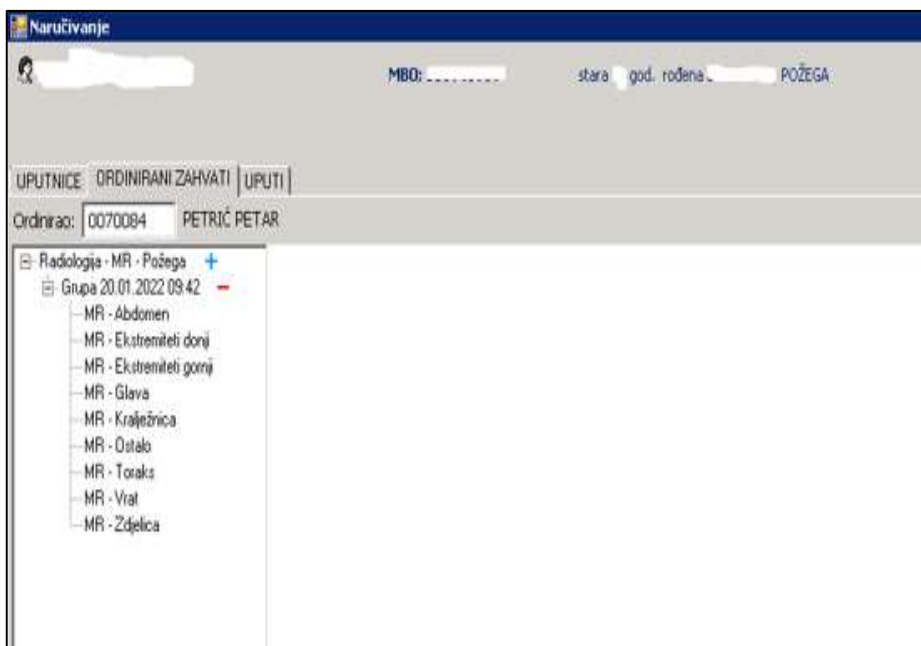 Naručivanje
MBO: stara god. rođena POŽEGA
UPUTNICE ORDINIRANI ZAHVATI UPUTI
Ordinirao: 0070084 PETRIĆ PETAR
Radiologija - MR - Požega +
Grupa 20.01.2022 09:42 −
MR - Abdomen
MR - Ekstremiteti donji
MR - Ekstremiteti gornji
MR - Glava
MR - Kralježnica
MR - Ostalo
MR - Toraks
MR - Vrat
MR - Zdjelica